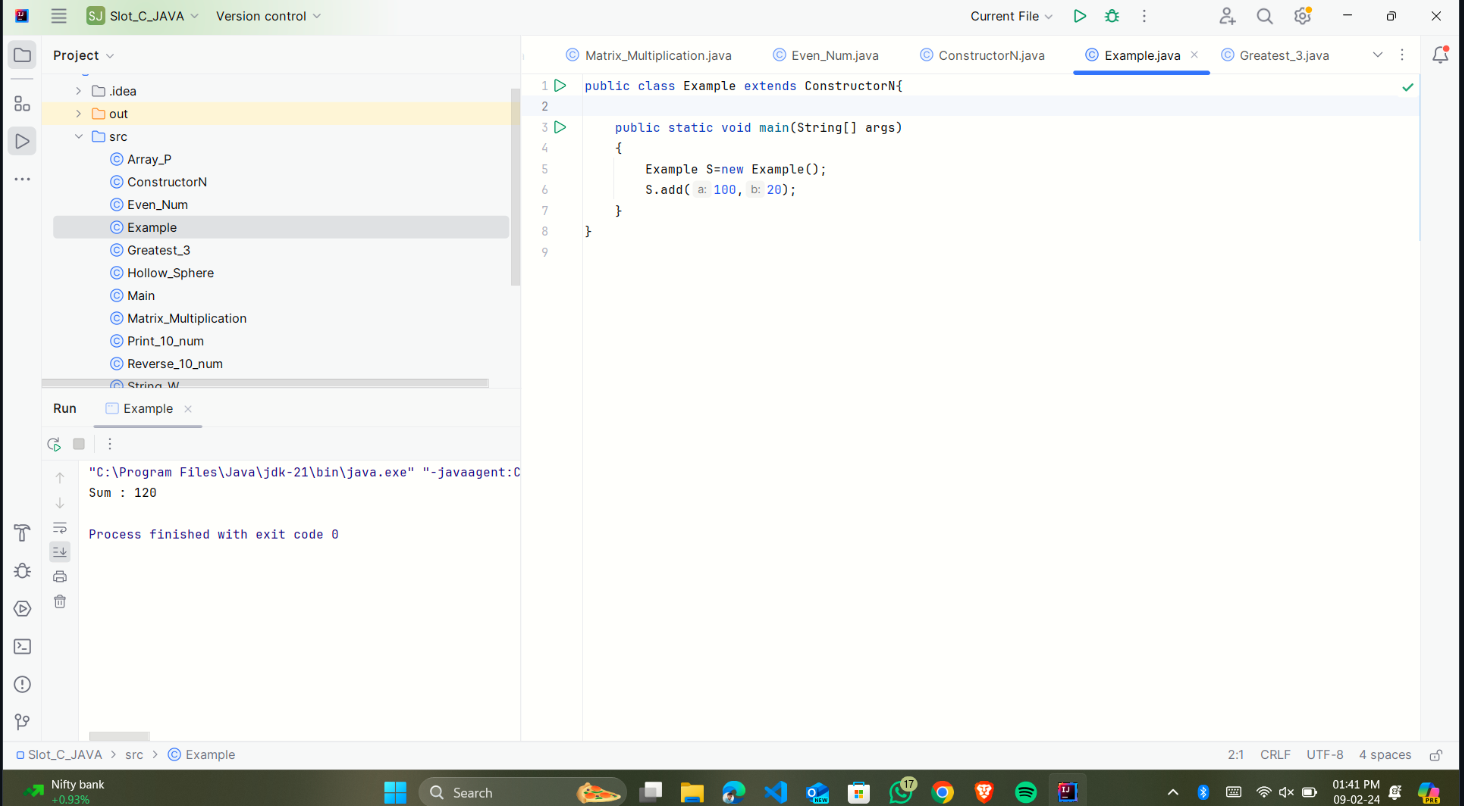 SJ Slot_C_JAVA Version control Current File
Project
Matrix_Multiplication.java Even_Num.java ConstructorN.java Example.java Greatest_3.java
.idea
out
src
Array_P
ConstructorN
Even_Num
Example
Greatest_3
Hollow_Sphere
Main
Matrix_Multiplication
Print_10_num
Reverse_10_num
String_W
1 public class Example extends ConstructorN{
2
3 public static void main(String[] args)
4 {
5 Example S=new Example();
6 S.add( a: 100, b: 20);
7 }
8 }
9
Run Example
"C:\Program Files\Java\jdk-21\bin\java.exe" "-javaagent:C
Sum : 120
Process finished with exit code 0
Slot_C_JAVA > src > Example 2:1 CRLF UTF-8 4 spaces
Nifty bank
+0.93%
Search
NEW
17
01:41 PM
09-02-24
PRE